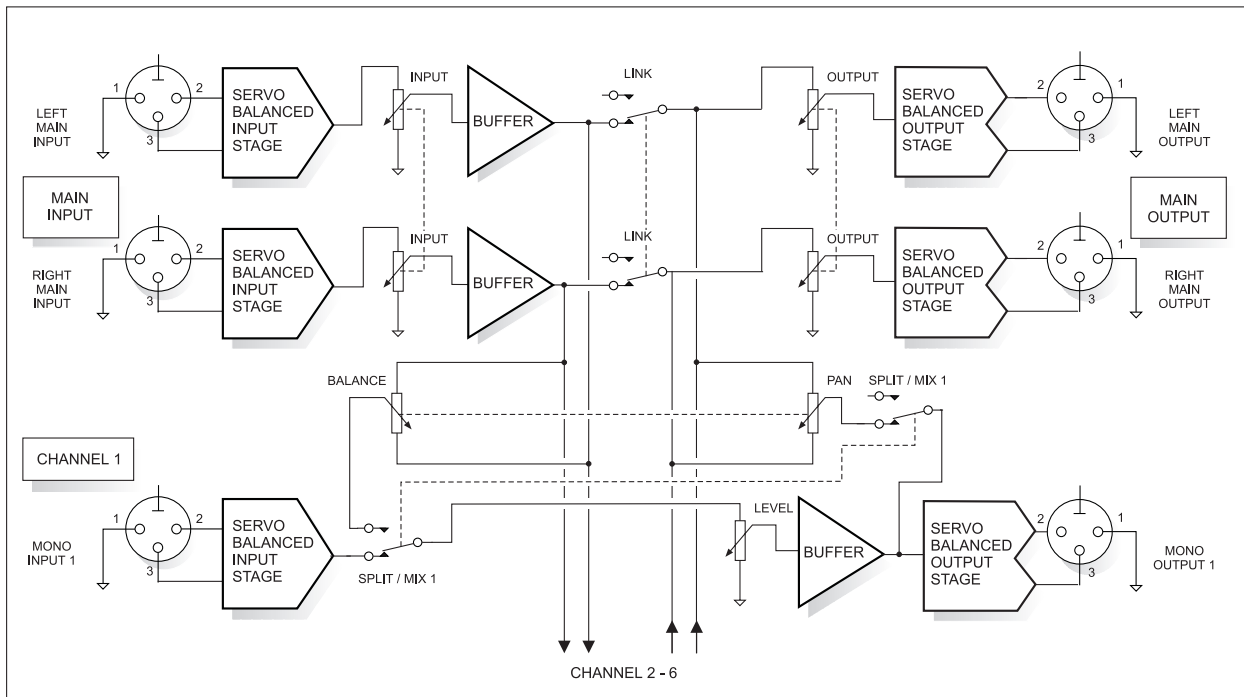 INPUT
LINK
OUTPUT
1
2
3
LEFT
MAIN
INPUT
SERVO
BALANCED
INPUT
STAGE
BUFFER
SERVO
BALANCED
OUTPUT
STAGE
2
1
3
LEFT
MAIN
OUTPUT
MAIN
INPUT
MAIN
OUTPUT
INPUT
LINK
OUTPUT
1
2
3
RIGHT
MAIN
INPUT
SERVO
BALANCED
INPUT
STAGE
BUFFER
SERVO
BALANCED
OUTPUT
STAGE
2
1
3
RIGHT
MAIN
OUTPUT
BALANCE
PAN
SPLIT / MIX 1
CHANNEL 1
1
2
3
MONO
INPUT 1
SERVO
BALANCED
INPUT
STAGE
SPLIT / MIX 1
LEVEL
BUFFER
SERVO
BALANCED
OUTPUT
STAGE
2
1
3
MONO
OUTPUT 1
CHANNEL 2 - 6